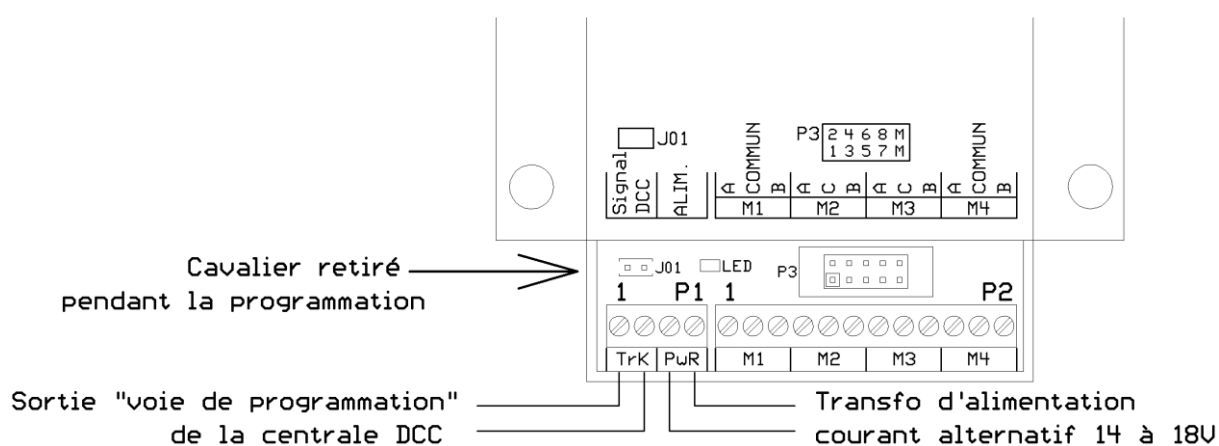 J01
P3 2 4 6 8 M
1 3 5 7 M
Signal DCC
ALIM.
A COMMUN B
A C B
A C B
A COMMUN B
M1 M2 M3 M4
Cavalier retiré
pendant la programmation
J01 LED P3
1 P1 1 P2
TrK PwR M1 M2 M3 M4
Sortie "voie de programmation"
de la centrale DCC
Transfo d'alimentation
courant alternatif 14 à 18V